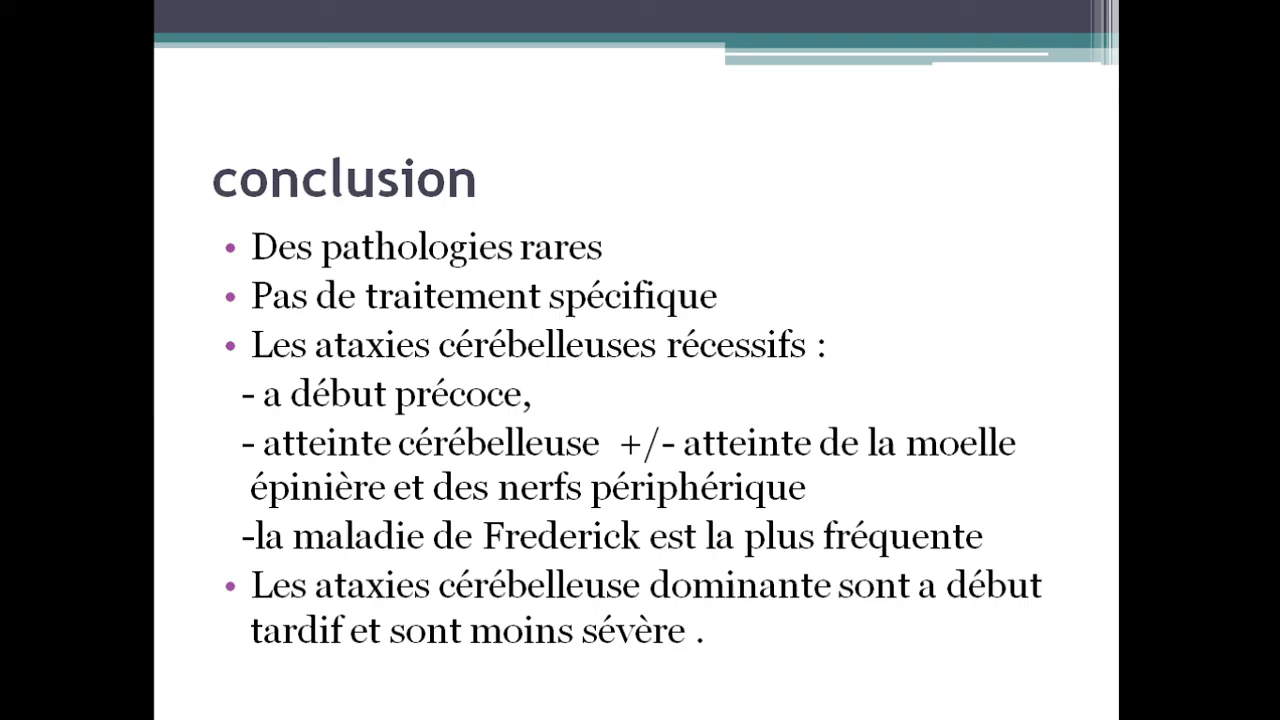 conclusion
• Des pathologies rares
• Pas de traitement spécifique
• Les ataxies cérébelleuses récessifs :
- a début précoce,
- atteinte cérébelleuse +/- atteinte de la moelle
épinière et des nerfs périphérique
-la maladie de Frederick est la plus fréquente
• Les ataxies cérébelleuse dominante sont a début
tardif et sont moins sévère .